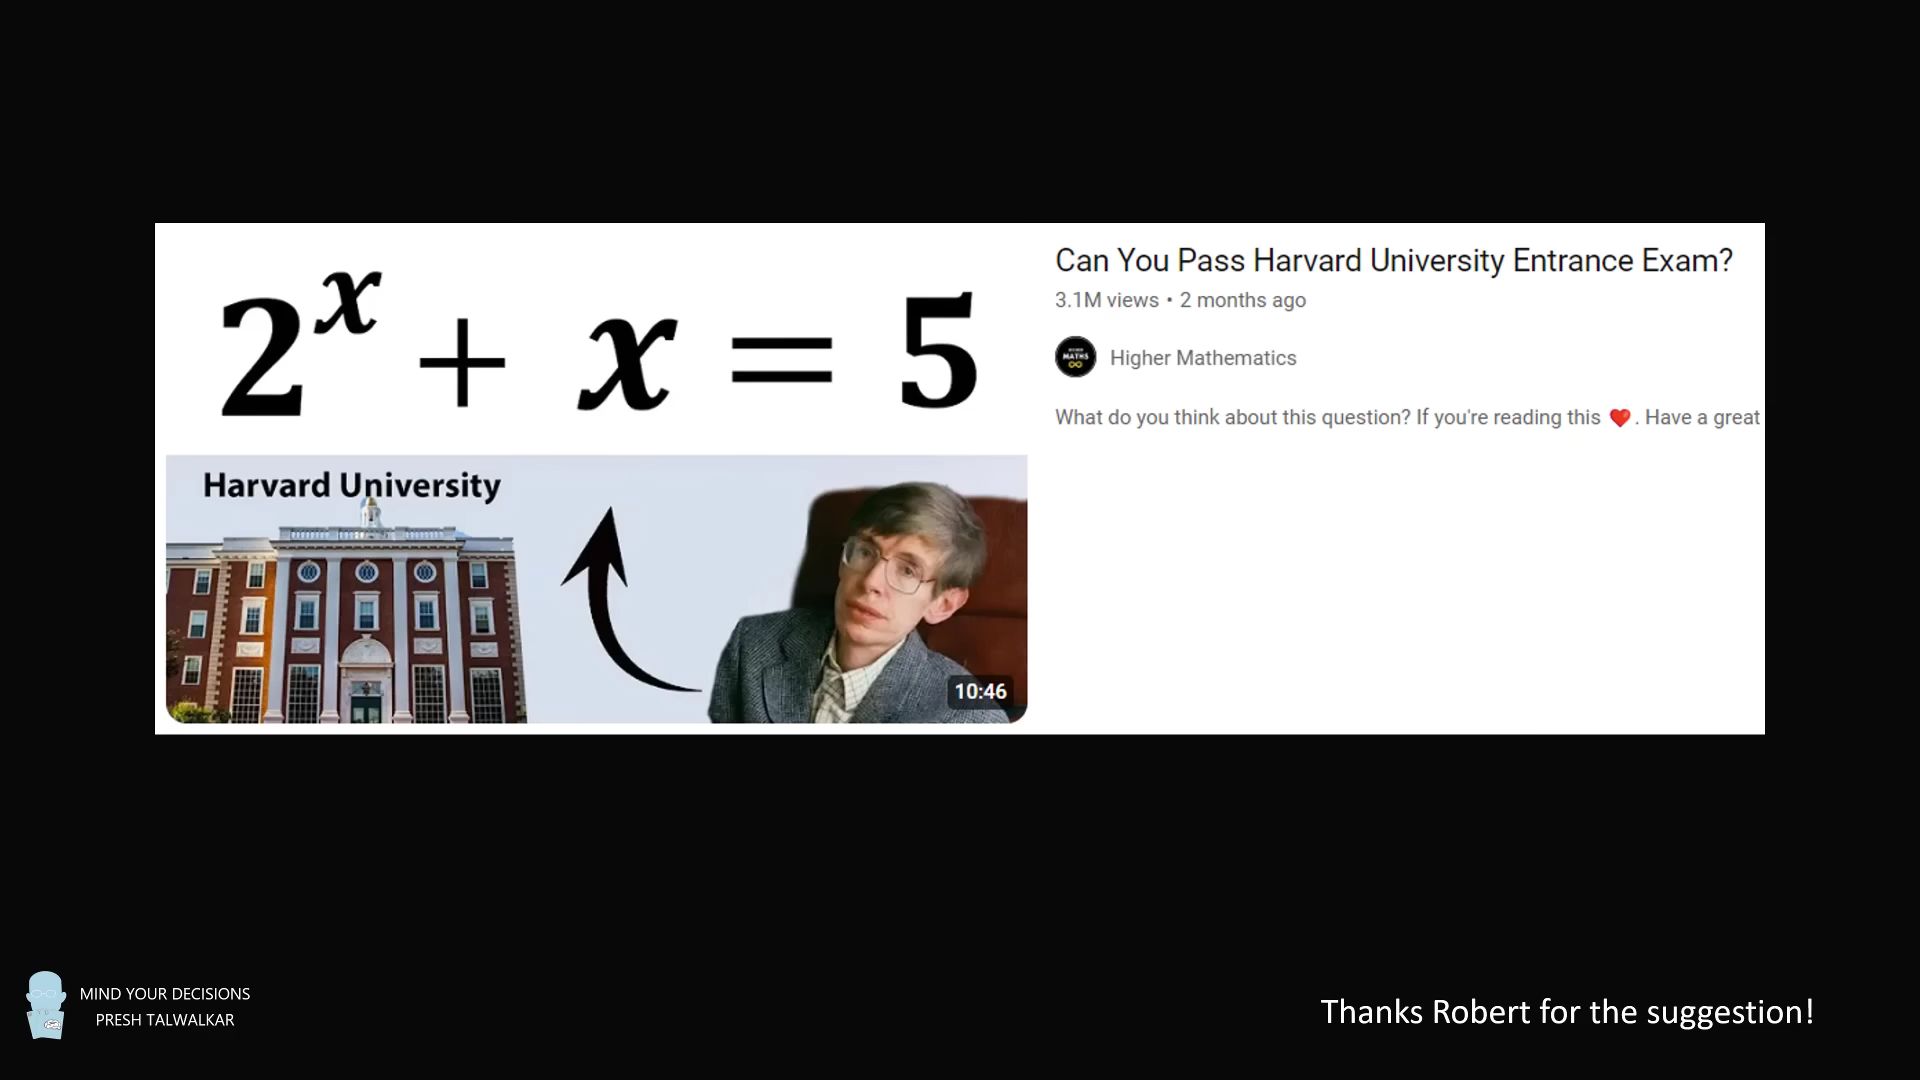 2^x + x = 5
Harvard University
10:46
Can You Pass Harvard University Entrance Exam?
3.1M views • 2 months ago
MATHS
Higher Mathematics
What do you think about this question? If you're reading this ❤️. Have a great
MIND YOUR DECISIONS
PRESH TALWALKAR
Thanks Robert for the suggestion!